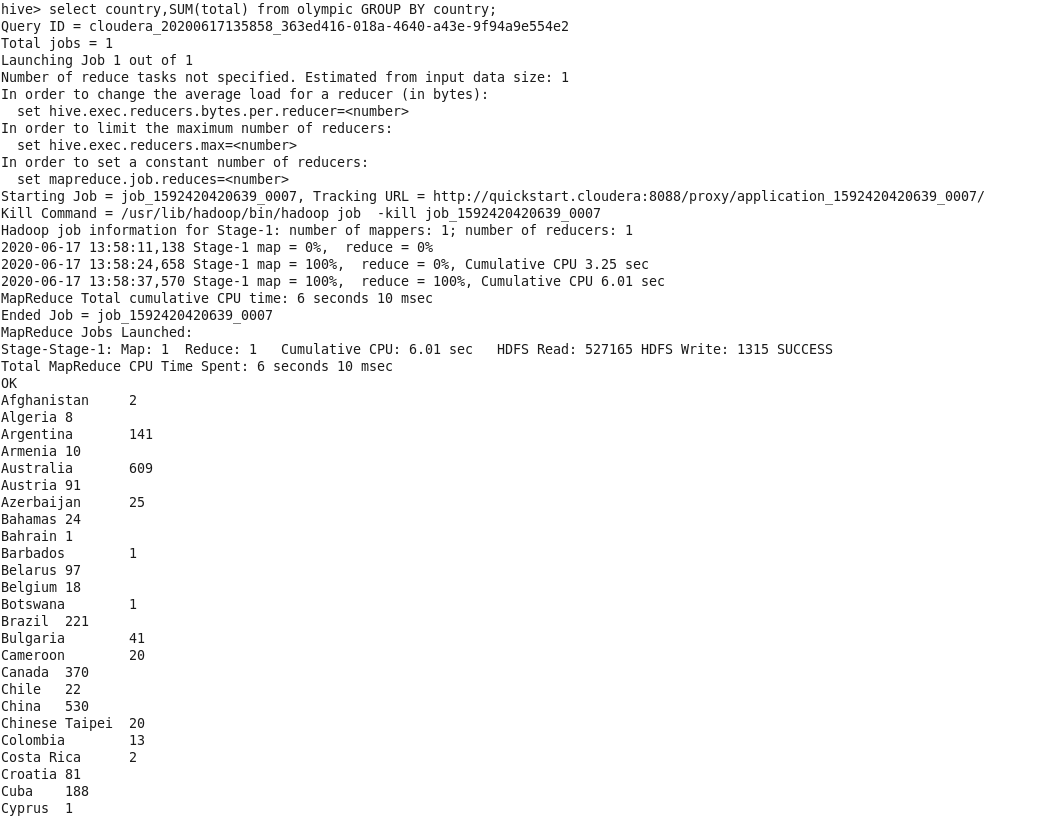 hive> select country,SUM(total) from olympic GROUP BY country;
Query ID = cloudera_20200617135858_363ed416-018a-4640-a43e-9f94a9e554e2
Total jobs = 1
Launching Job 1 out of 1
Number of reduce tasks not specified. Estimated from input data size: 1
In order to change the average load for a reducer (in bytes):
  set hive.exec.reducers.bytes.per.reducer=<number>
In order to limit the maximum number of reducers:
  set hive.exec.reducers.max=<number>
In order to set a constant number of reducers:
  set mapreduce.job.reduces=<number>
Starting Job = job_1592420420639_0007, Tracking URL = http://quickstart.cloudera:8088/proxy/application_1592420420639_0007/
Kill Command = /usr/lib/hadoop/bin/hadoop job  -kill job_1592420420639_0007
Hadoop job information for Stage-1: number of mappers: 1; number of reducers: 1
2020-06-17 13:58:11,138 Stage-1 map = 0%,  reduce = 0%
2020-06-17 13:58:24,658 Stage-1 map = 100%,  reduce = 0%, Cumulative CPU 3.25 sec
2020-06-17 13:58:37,570 Stage-1 map = 100%,  reduce = 100%, Cumulative CPU 6.01 sec
MapReduce Total cumulative CPU time: 6 seconds 10 msec
Ended Job = job_1592420420639_0007
MapReduce Jobs Launched:
Stage-Stage-1: Map: 1  Reduce: 1   Cumulative CPU: 6.01 sec   HDFS Read: 527165 HDFS Write: 1315 SUCCESS
Total MapReduce CPU Time Spent: 6 seconds 10 msec
OK
Afghanistan     2
Algeria 8
Argentina       141
Armenia 10
Australia       609
Austria 91
Azerbaijan      25
Bahamas 24
Bahrain 1
Barbados        1
Belarus 97
Belgium 18
Botswana        1
Brazil  221
Bulgaria        41
Cameroon        20
Canada  370
Chile   22
China   530
Chinese Taipei  20
Colombia        13
Costa Rica      2
Croatia 81
Cuba    188
Cyprus  1